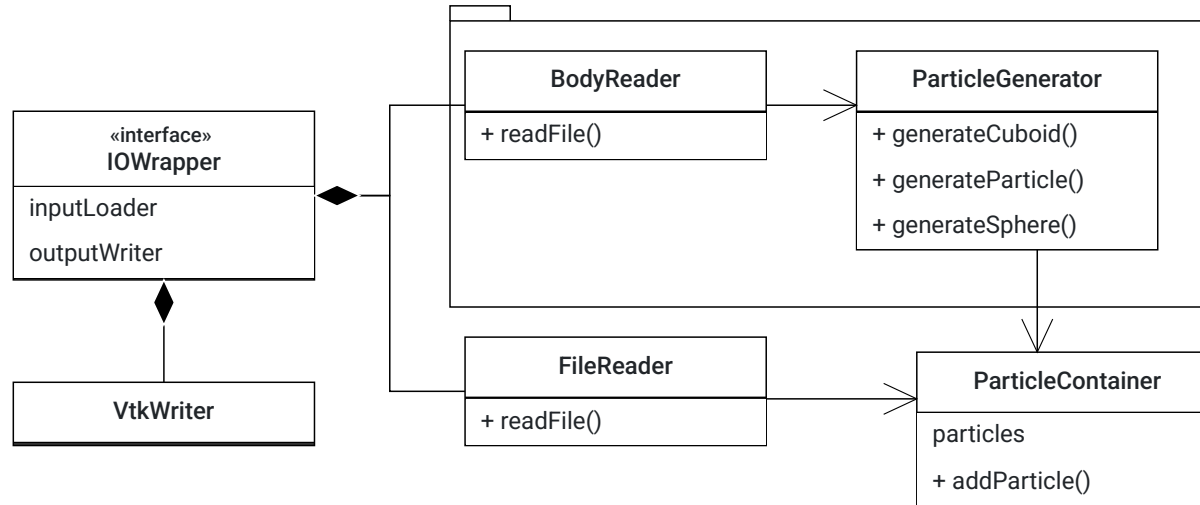 «interface»
IOWrapper
inputLoader
outputWriter
VtkWriter
BodyReader
+ readFile()
ParticleGenerator
+ generateCuboid()
+ generateParticle()
+ generateSphere()
FileReader
+ readFile()
ParticleContainer
particles
+ addParticle()